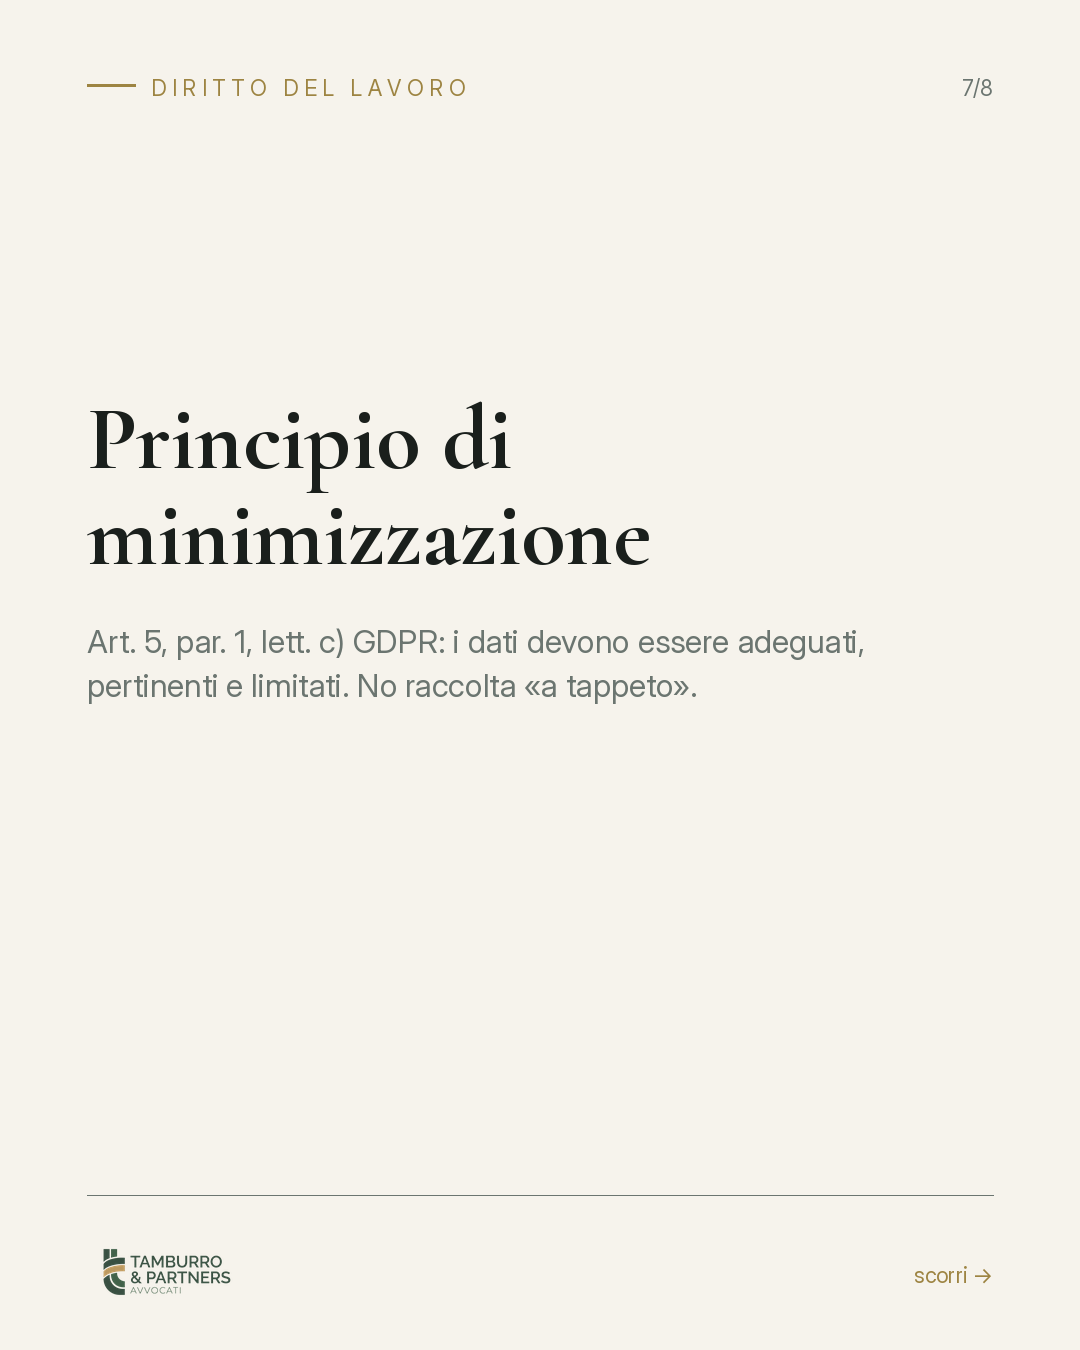 DIRITTO DEL LAVORO
7/8
Principio di
minimizzazione
Art. 5, par. 1, lett. c) GDPR: i dati devono essere adeguati,
pertinenti e limitati. No raccolta «a tappeto».
TAMBURRO
& PARTNERS
AVVOCATI
scorri →